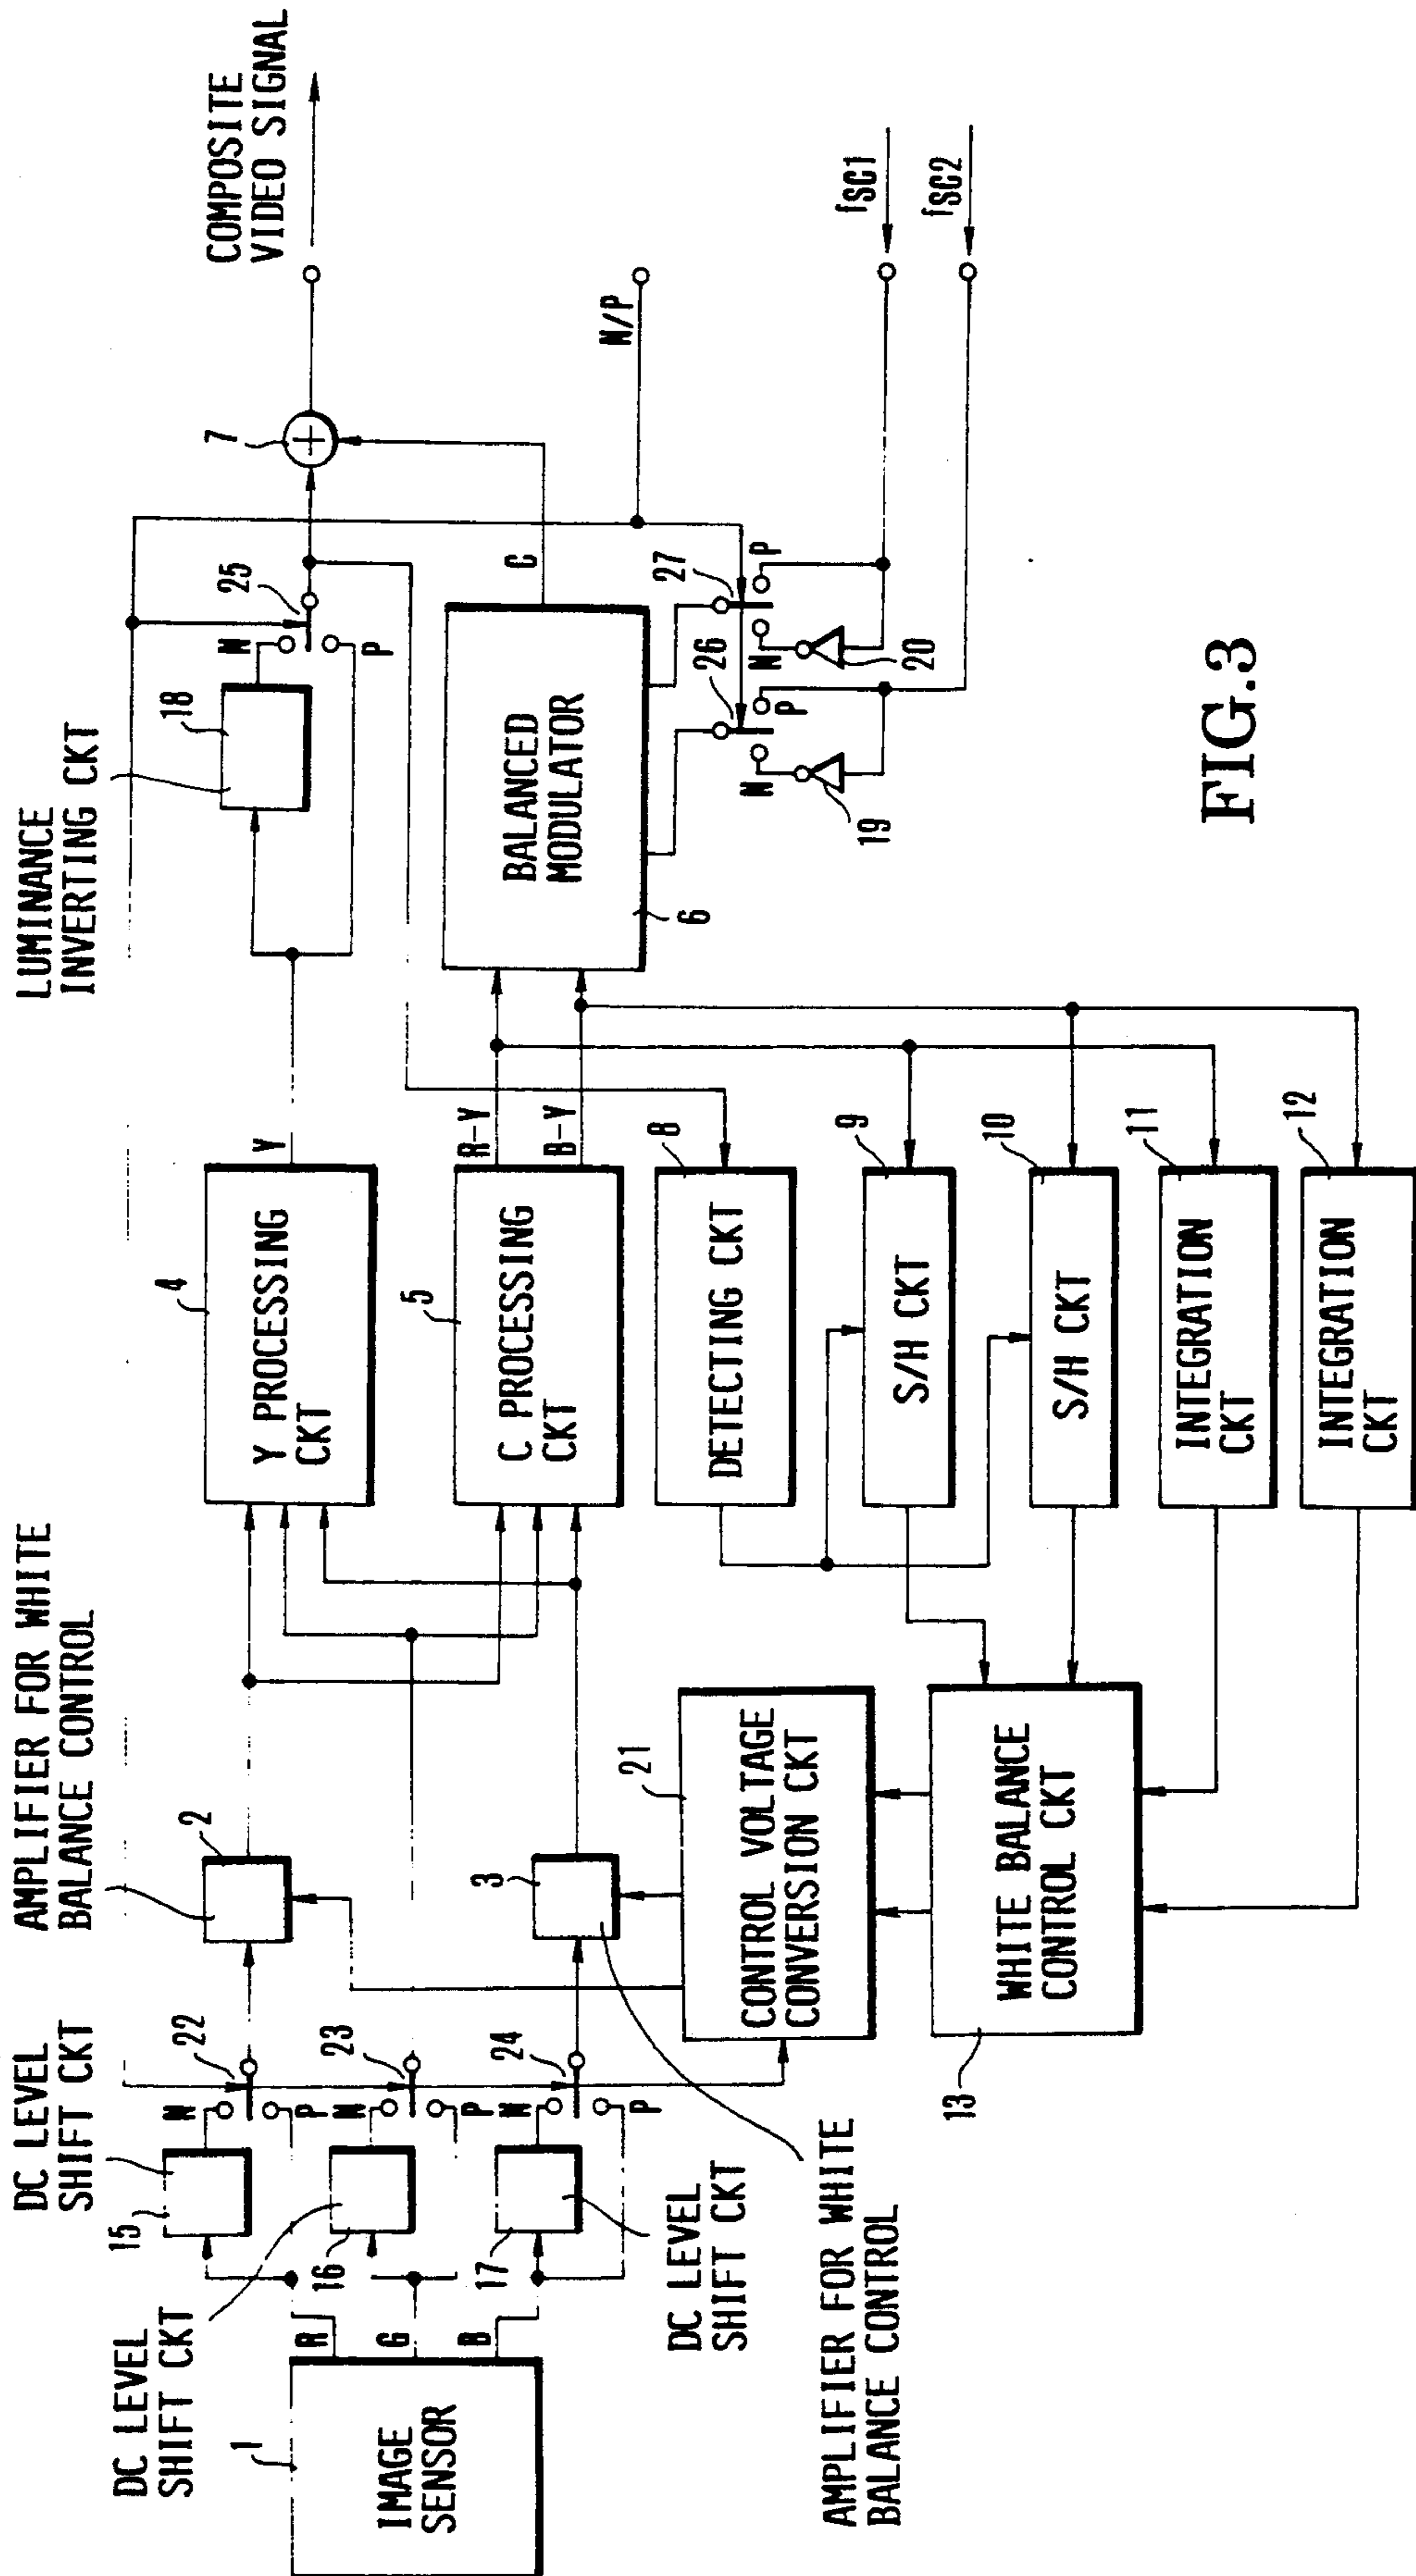 COMPOSITE
VIDEO SIGNAL
LUMINANCE
INVERTING CKT
18
N
P
25
7
AMPLIFIER FOR WHITE
BALANCE CONTROL
2
4
Y PROCESSING
CKT
Y
DC LEVEL
SHIFT CKT
15
N
P
22
DC LEVEL
SHIFT CKT
16
N
P
23
1
IMAGE
SENSOR
R
G
B
17
N
P
24
DC LEVEL
SHIFT CKT
3
AMPLIFIER FOR WHITE
BALANCE CONTROL
5
C PROCESSING
CKT
R-Y
B-Y
BALANCED
MODULATOR
6
C
N/P
26
N
P
27
N
P
19
20
fSC1
fSC2
21
CONTROL VOLTAGE
CONVERSION CKT
8
DETECTING CKT
9
S/H CKT
10
S/H CKT
11
INTEGRATION
CKT
12
INTEGRATION
CKT
WHITE BALANCE
CONTROL CKT
13
FIG.3